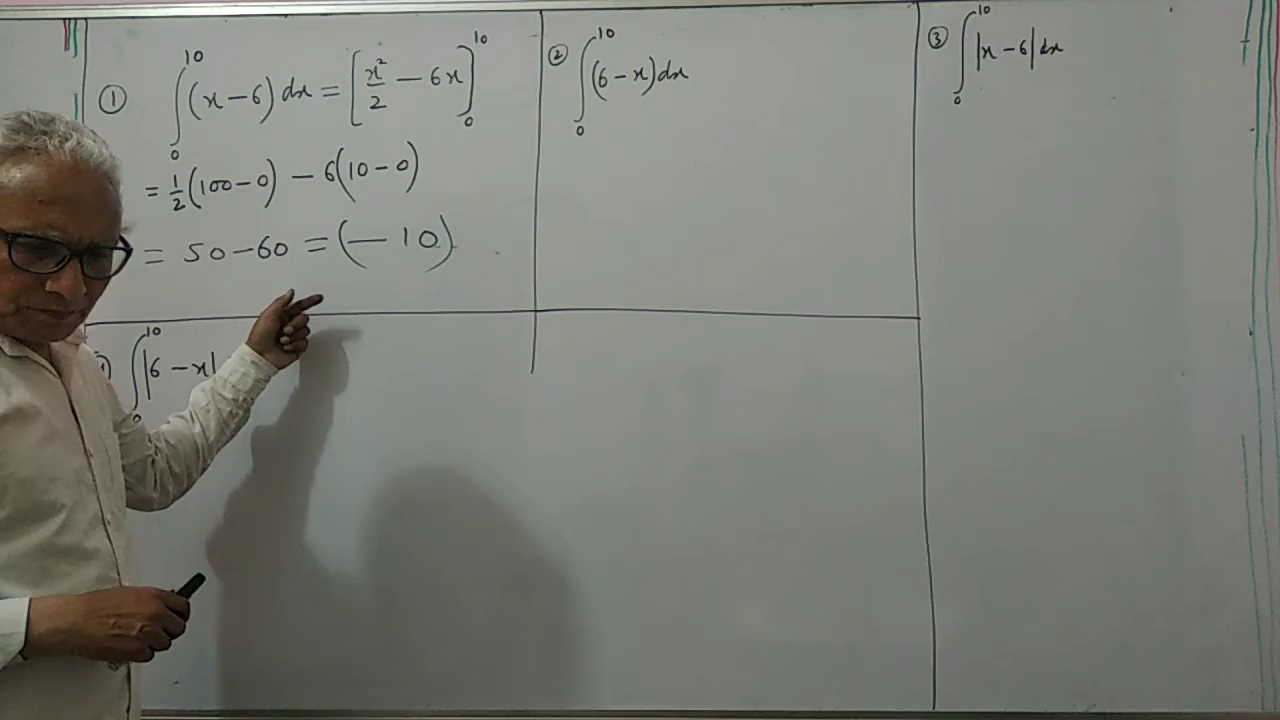 ① ∫₀¹⁰ (x−6) dx = [x²/2 − 6x]₀¹⁰
= 1/2 (100−0) − 6(10−0)
= 50−60 = (−10)
② ∫₀¹⁰ (6−x)dx
③ ∫₀¹⁰ |x−6|dx
∫₀¹⁰ |6−x|